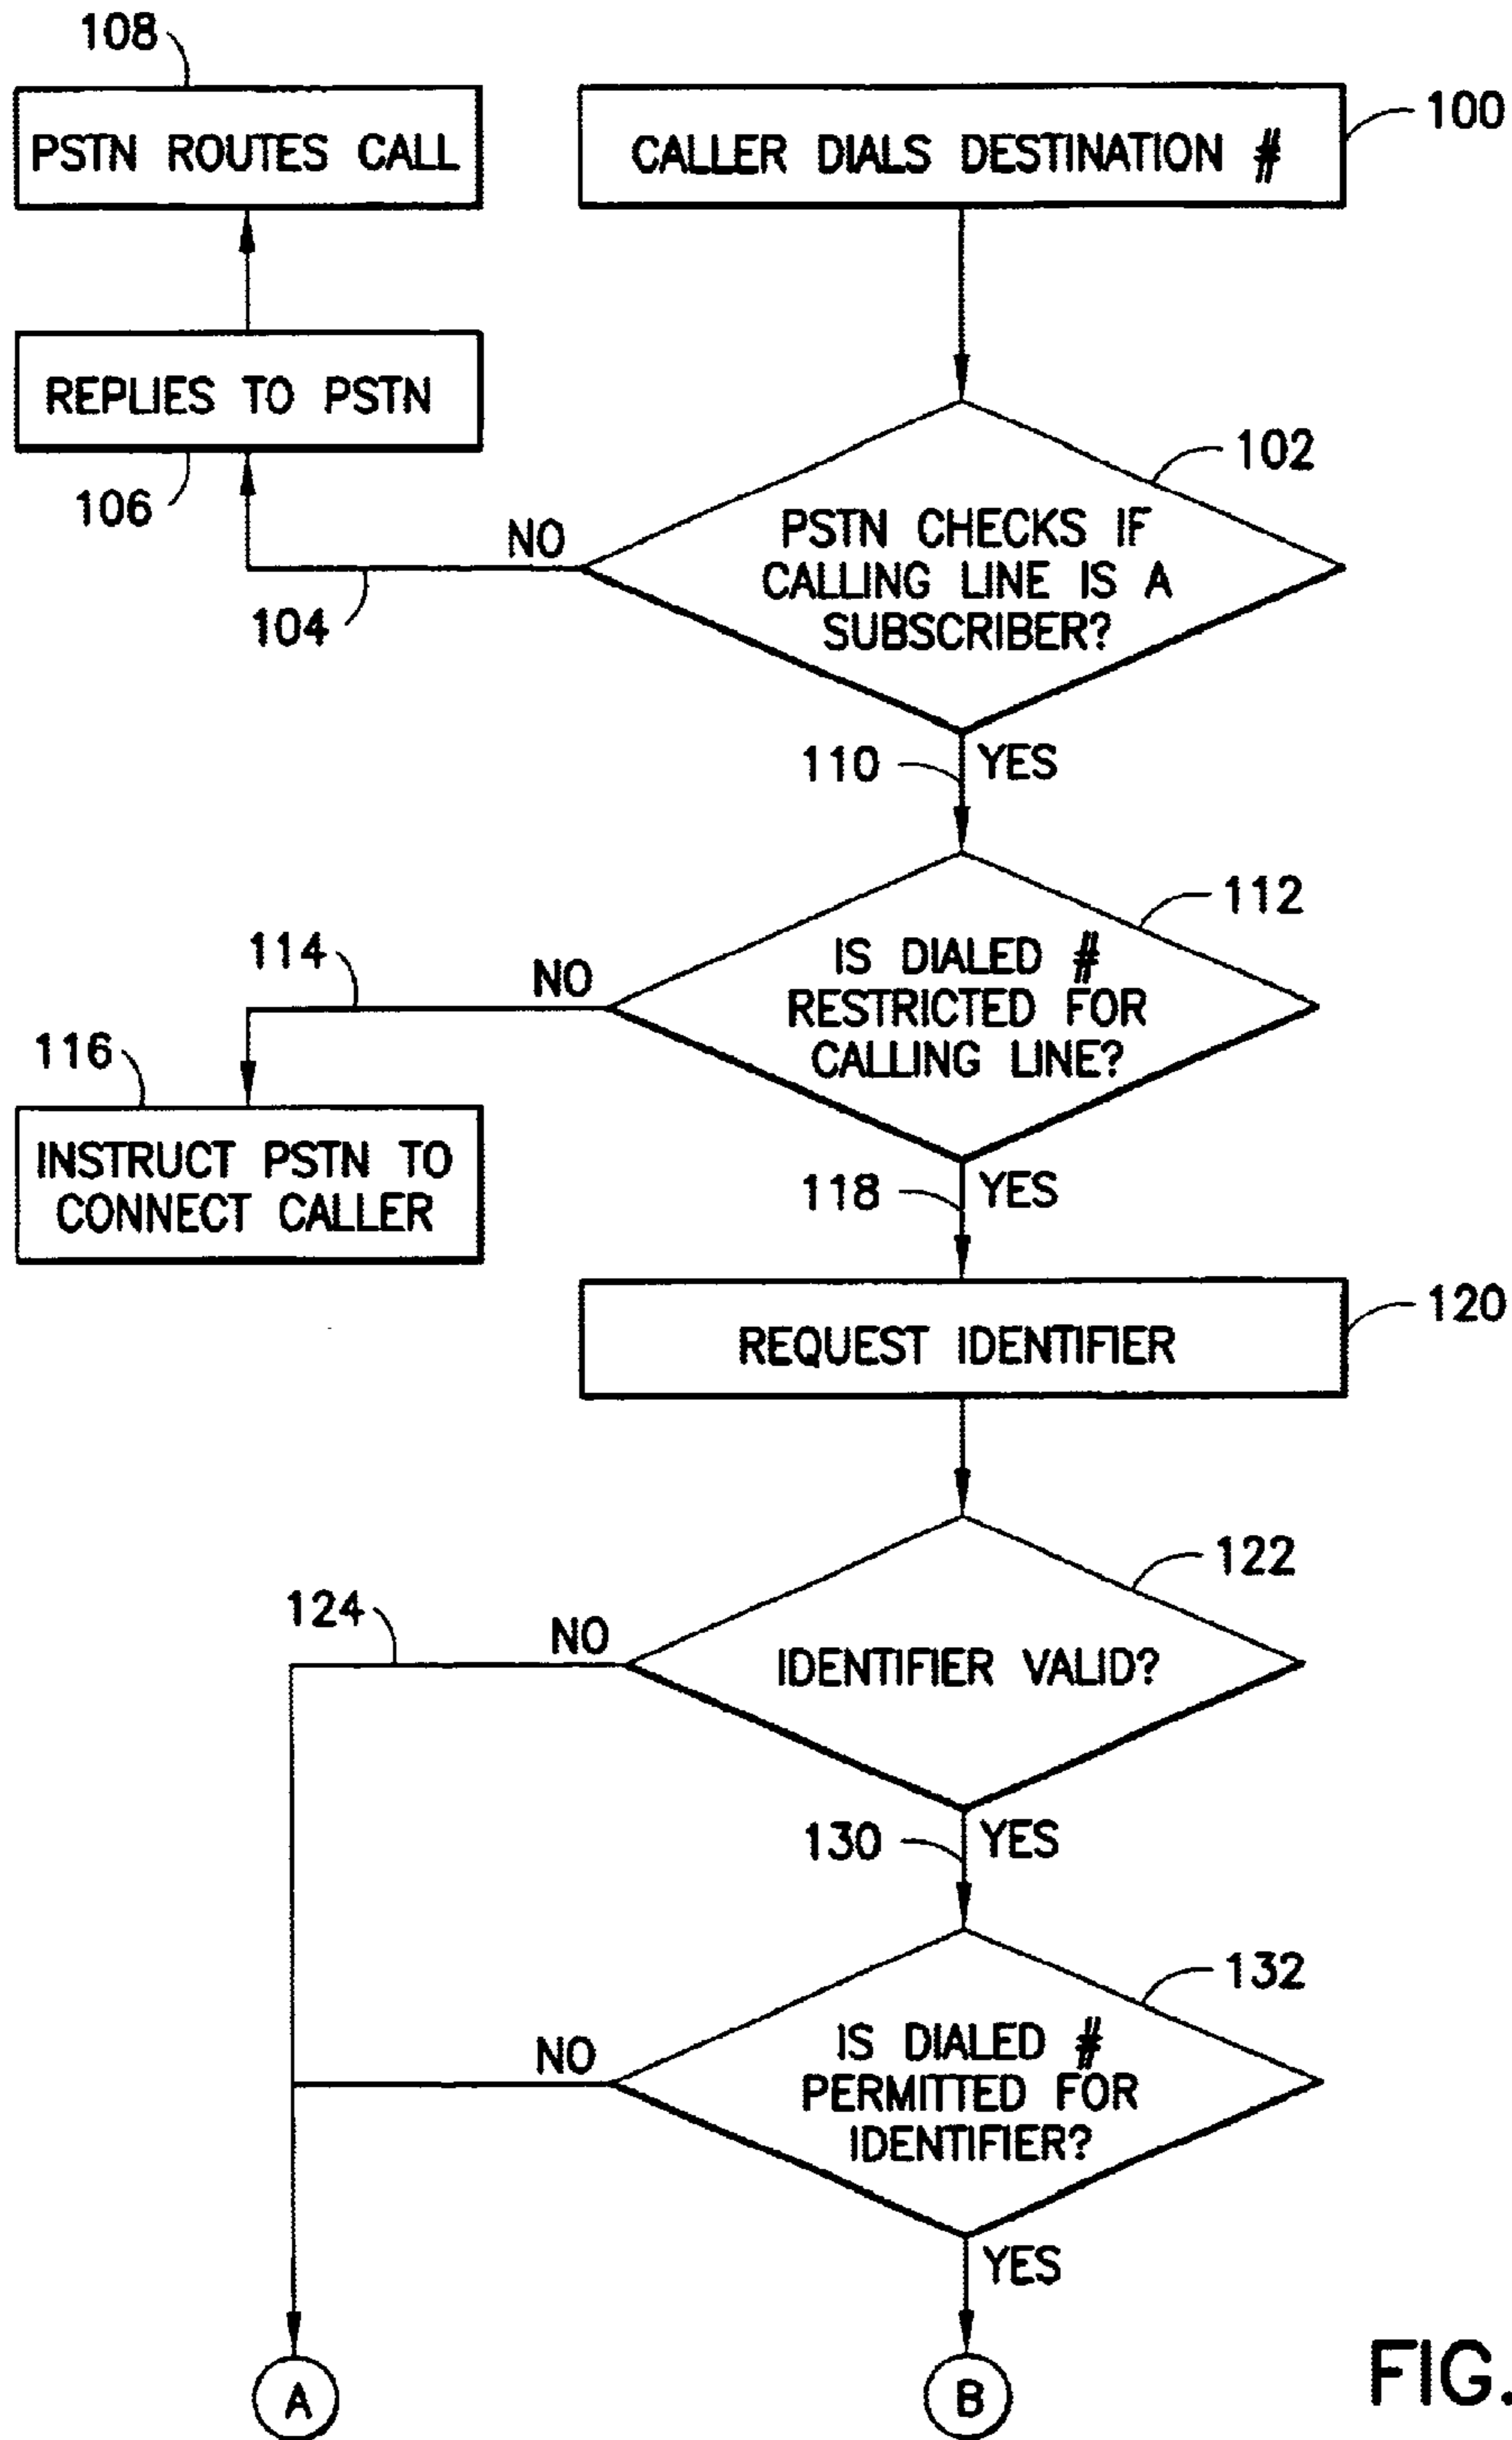 108
PSTN ROUTES CALL
CALLER DIALS DESTINATION #
100
REPLIES TO PSTN
106
102
PSTN CHECKS IF
CALLING LINE IS A
SUBSCRIBER?
NO
104
110
YES
112
IS DIALED #
RESTRICTED FOR
CALLING LINE?
114
NO
116
INSTRUCT PSTN TO
CONNECT CALLER
118
YES
120
REQUEST IDENTIFIER
122
124
NO
IDENTIFIER VALID?
130
YES
132
NO
IS DIALED #
PERMITTED FOR
IDENTIFIER?
YES
A
B
FIG.